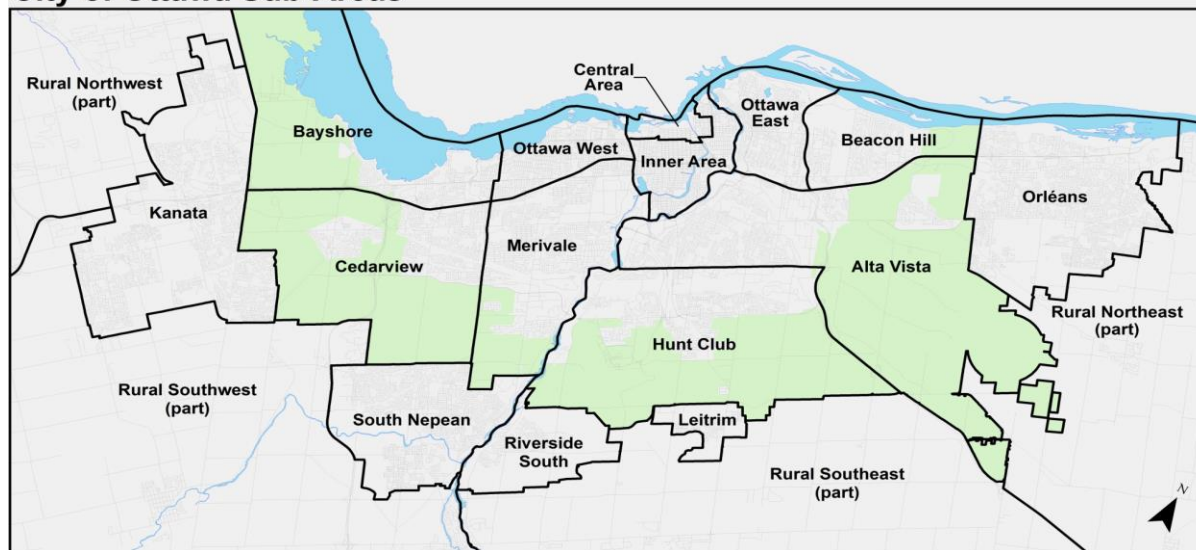 City of Ottawa Sub-Areas
Rural Northwest
(part)
Central
Area
Bayshore
Ottawa
East
Ottawa West
Beacon Hill
Inner Area
Kanata
Orléans
Merivale
Cedarview
Alta Vista
Rural Northeast
(part)
Hunt Club
Rural Southwest
(part)
South Nepean
Leitrim
Riverside
South
Rural Southeast
(part)
N